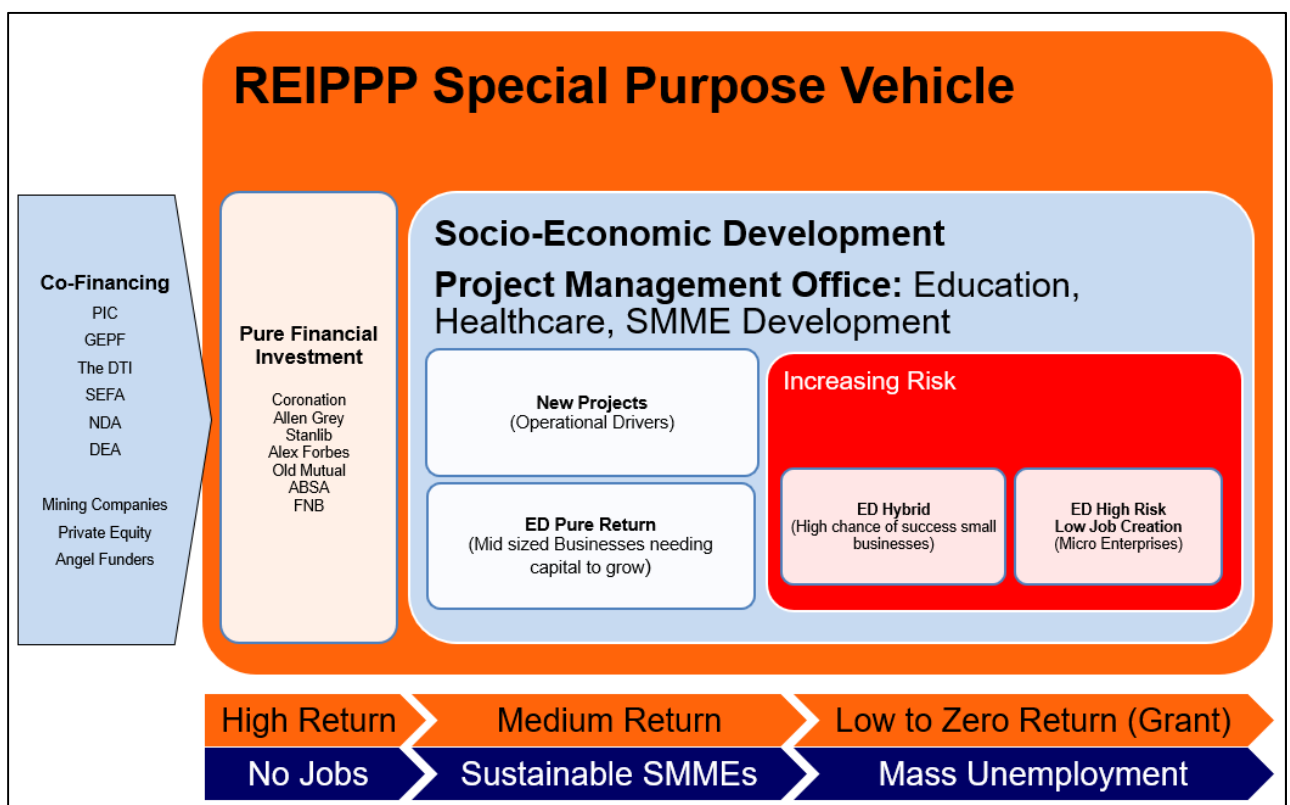 REIPPP Special Purpose Vehicle
Co-Financing
PIC
GEPF
The DTI
SEFA
NDA
DEA
Mining Companies
Private Equity
Angel Funders
Pure Financial
Investment
Coronation
Allen Grey
Stanlib
Alex Forbes
Old Mutual
ABSA
FNB
Socio-Economic Development
Project Management Office: Education,
Healthcare, SMME Development
New Projects
(Operational Drivers)
ED Pure Return
(Mid sized Businesses needing
capital to grow)
Increasing Risk
ED Hybrid
(High chance of success small
businesses)
ED High Risk
Low Job Creation
(Micro Enterprises)
High Return
Medium Return
Low to Zero Return (Grant)
No Jobs
Sustainable SMMEs
Mass Unemployment